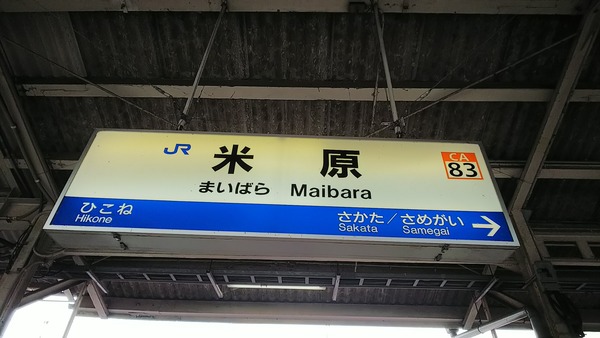 JR 米原
まいばら Maibara
CA
83
ひこね
Hikone
さかた／さめがい
Sakata Samegai